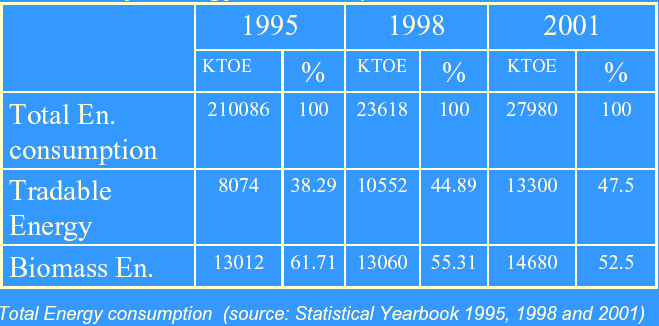 1995 1998 2001
KTOE % KTOE % KTOE %
Total En. 210086 100 23618 100 27980 100
consumption
Tradable 8074 38.29 10552 44.89 13300 47.5
Energy
Biomass En. 13012 61.71 13060 55.31 14680 52.5
Total Energy consumption (source: Statistical Yearbook 1995, 1998 and 2001)